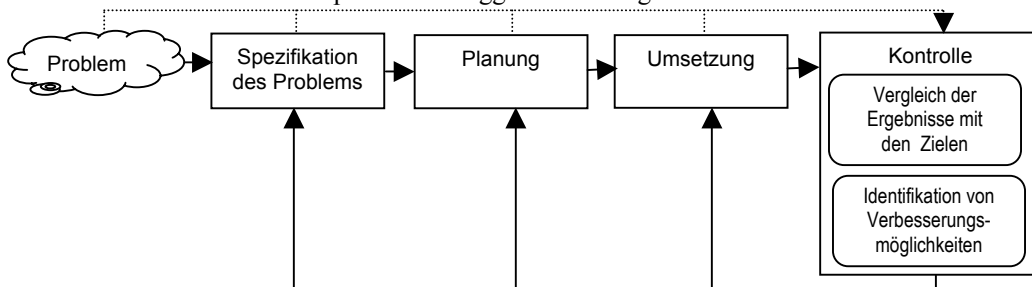 Problem
Spezifikation
des Problems
Planung
Umsetzung
Kontrolle
Vergleich der
Ergebnisse mit
den Zielen
Identifikation von
Verbesserungs-
möglichkeiten